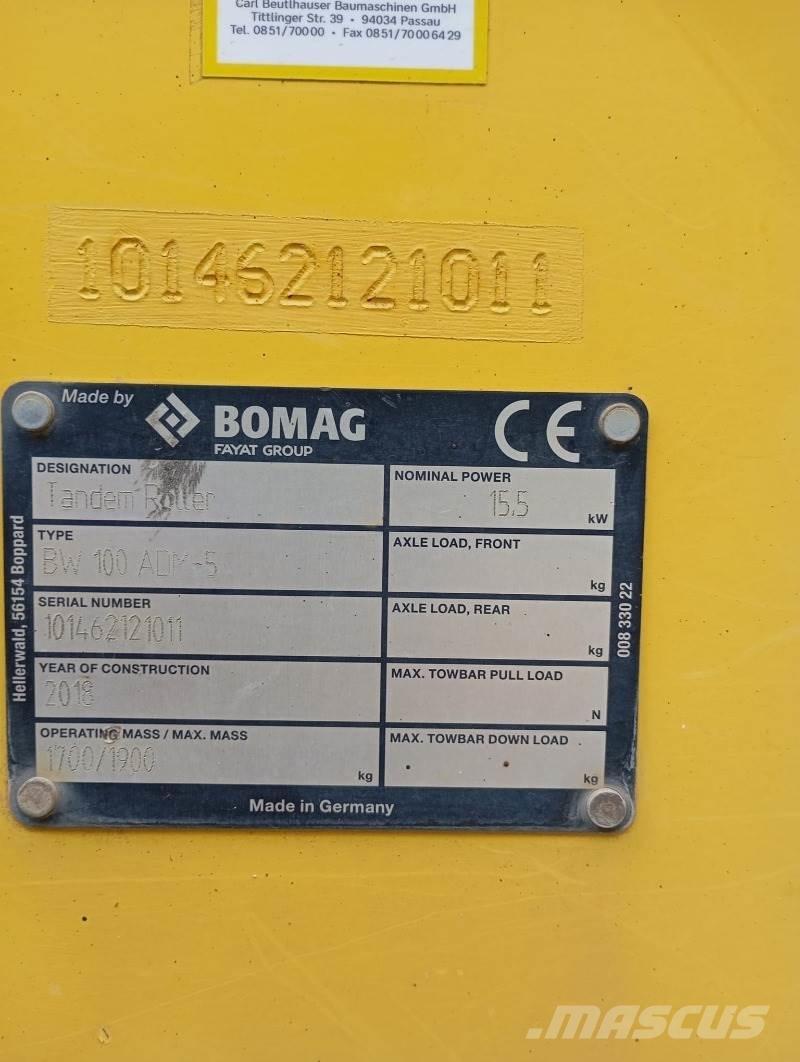 Carl Beutlhauser Baumaschinen GmbH
Tittlinger Str. 39 • 94034 Passau
Tel. 0851/70000 • Fax 0851/70006429
101462121011
Made by BOMAG CE
FAYAT GROUP
DESIGNATION
Tandem Roller
NOMINAL POWER
15.5 kW
TYPE
BW 100 ADM-5
AXLE LOAD, FRONT
kg
SERIAL NUMBER
101462121011
AXLE LOAD, REAR
kg
YEAR OF CONSTRUCTION
2018
MAX. TOWBAR PULL LOAD
N
OPERATING MASS / MAX. MASS
1700/1900 kg
MAX. TOWBAR DOWN LOAD
kg
Made in Germany
Hellerwald, 56154 Boppard
008 330 22
MASCUS